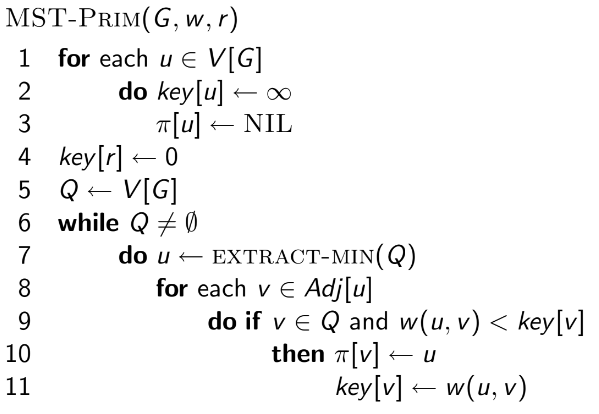 MST-PRIM(G, w, r)
1 for each u ∈ V[G]
2 do key[u] ← ∞
3 π[u] ← NIL
4 key[r] ← 0
5 Q ← V[G]
6 while Q ≠ ∅
7 do u ← EXTRACT-MIN(Q)
8 for each v ∈ Adj[u]
9 do if v ∈ Q and w(u, v) < key[v]
10 then π[v] ← u
11 key[v] ← w(u, v)